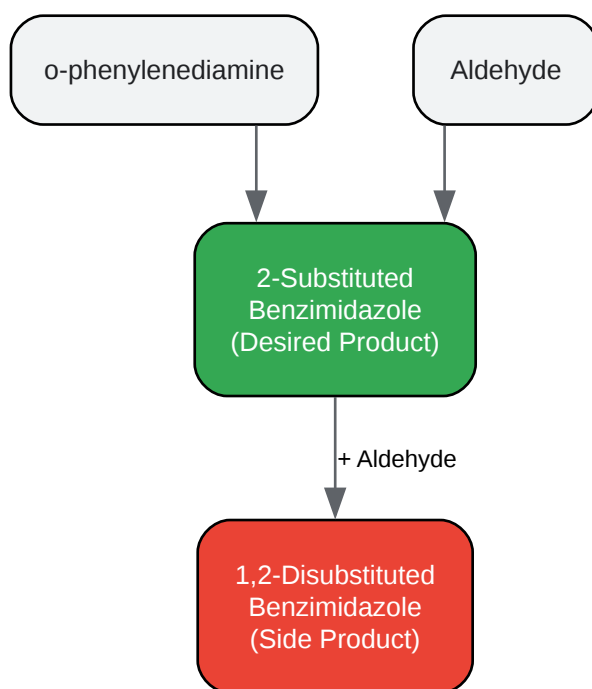 o-phenylenediamine
Aldehyde
2-Substituted
Benzimidazole
(Desired Product)
+ Aldehyde
1,2-Disubstituted
Benzimidazole
(Side Product)